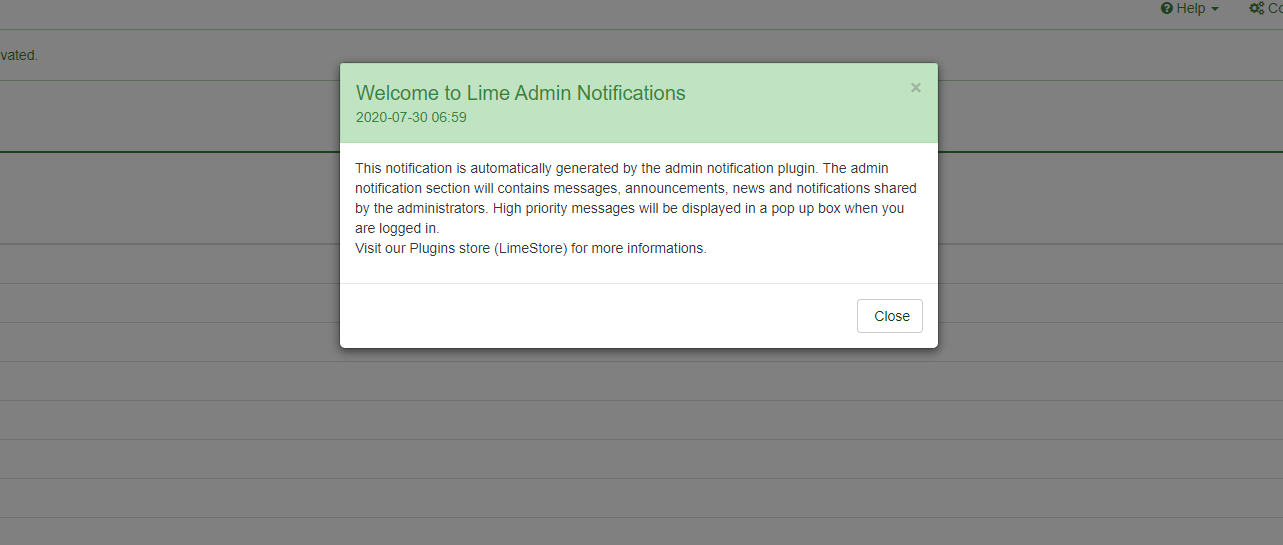 Help
Co
vated.
Welcome to Lime Admin Notifications
×
2020-07-30 06:59
This notification is automatically generated by the admin notification plugin. The admin
notification section will contains messages, announcements, news and notifications shared
by the administrators. High priority messages will be displayed in a pop up box when you
are logged in.
Visit our Plugins store (LimeStore) for more informations.
Close